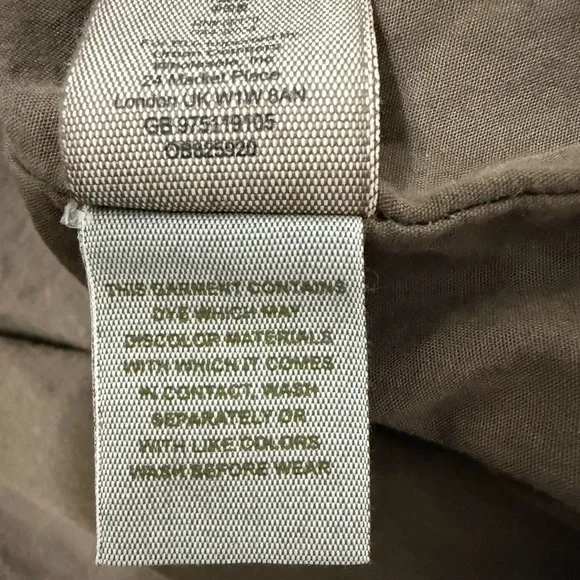 24 Market Place
London UK W1W 8AN
GB 975119105
OB825920
THIS GARMENT CONTAINS
DYE WHICH MAY
DISCOLOR MATERIALS
WITH WHICH IT COMES
IN CONTACT, WASH
SEPARATELY OR
WITH LIKE COLORS
WASH BEFORE WEAR